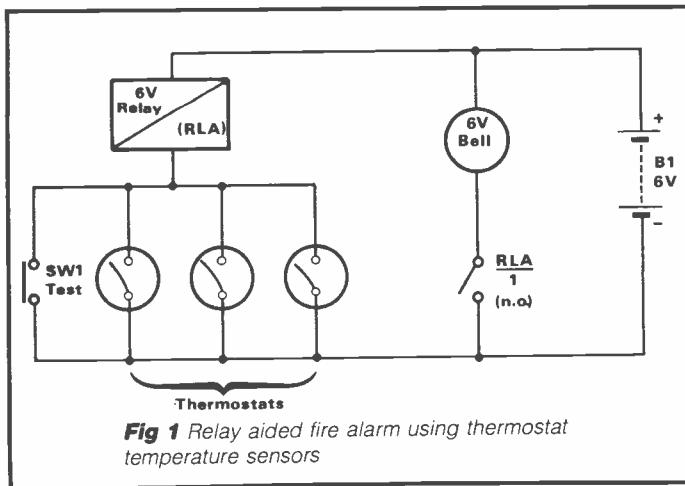 6V
Relay
(RLA)
6V
Bell
+
B1
6V
−
SW1
Test
RLA
1
(n.o.)
Thermostats
Fig 1 Relay aided fire alarm using thermostat
temperature sensors